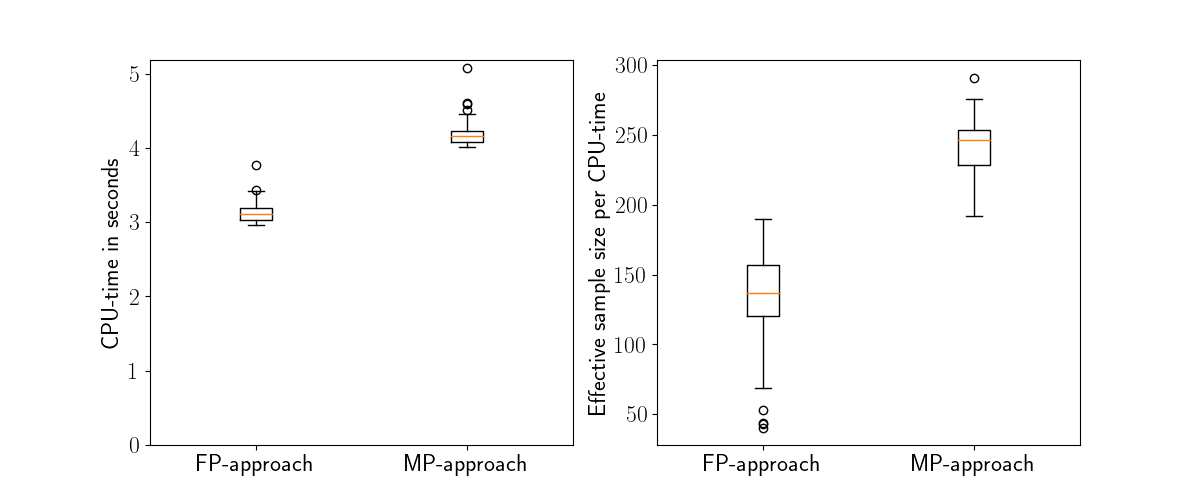 CPU-time in seconds
5
4
3
2
1
0
FP-approach
MP-approach
Effective sample size per CPU-time
300
250
200
150
100
50
FP-approach
MP-approach